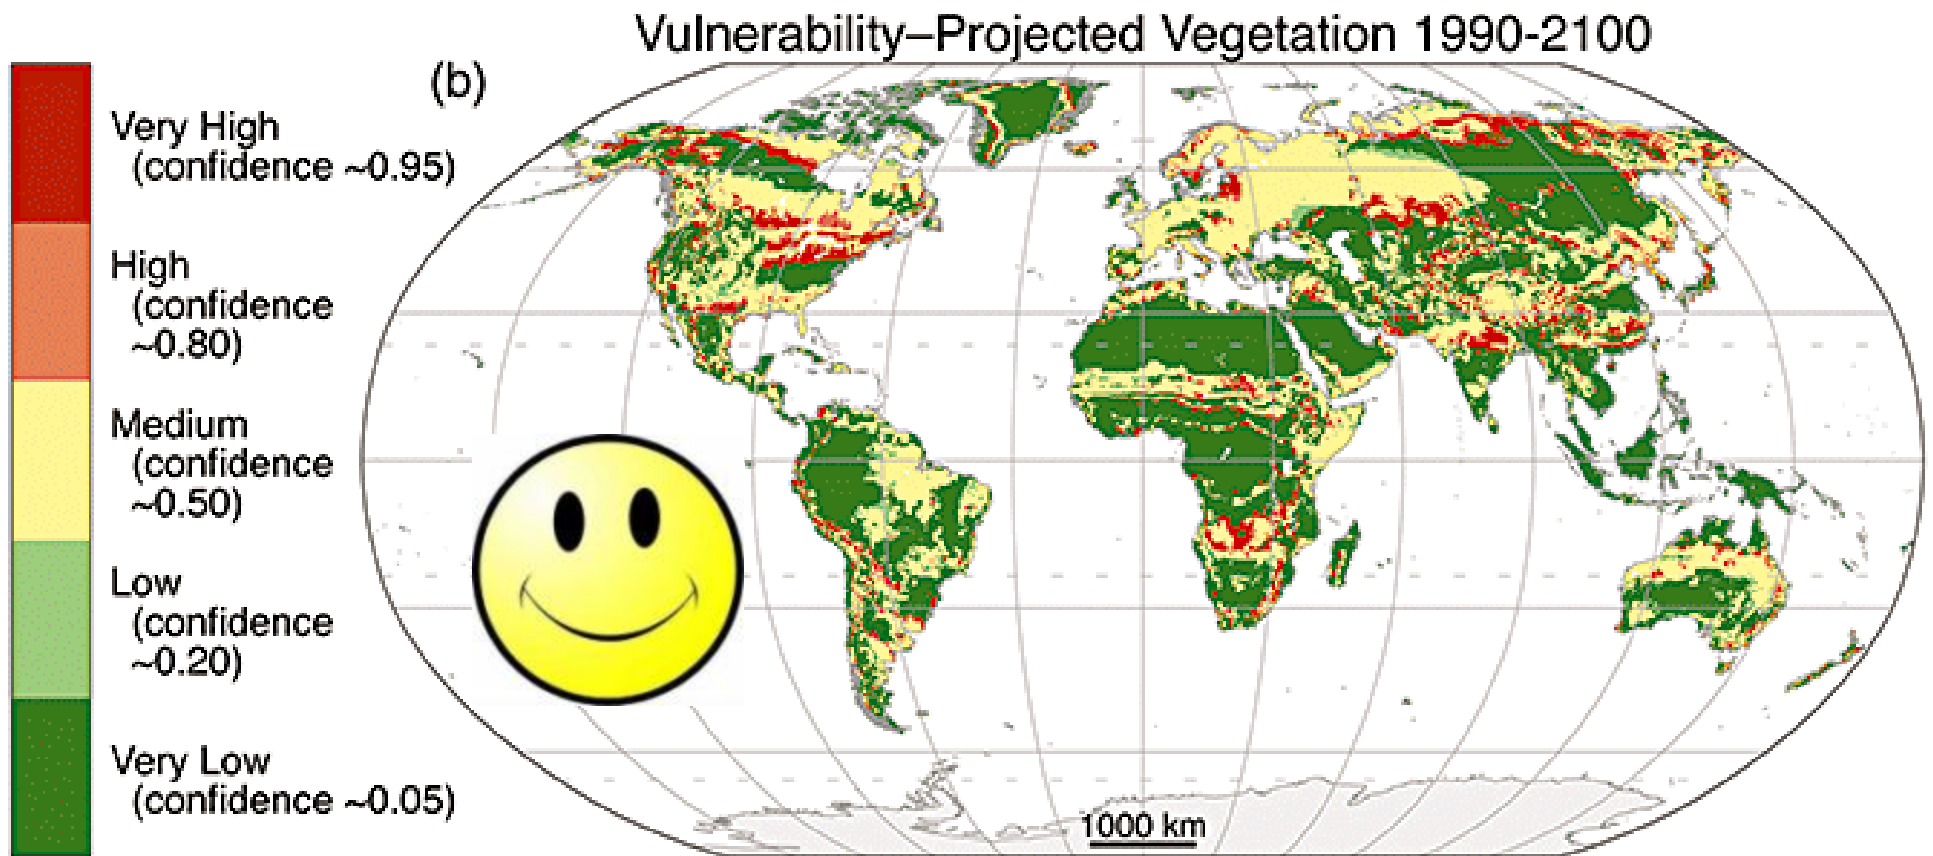 Vulnerability–Projected Vegetation 1990-2100
(b)
Very High
(confidence ~0.95)
High
(confidence
~0.80)
Medium
(confidence
~0.50)
Low
(confidence
~0.20)
Very Low
(confidence ~0.05)
1000 km